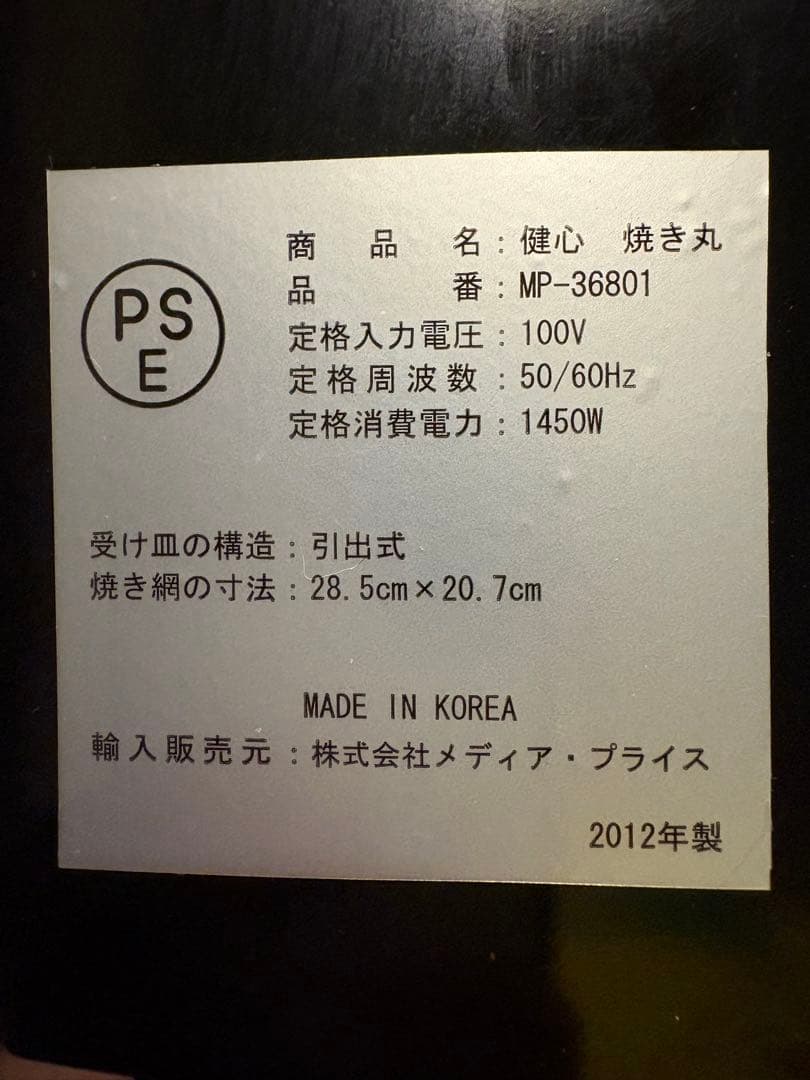 PS
E
商品名：健心 焼き丸
品番：MP-36801
定格入力電圧：100V
定格周波数：50/60Hz
定格消費電力：1450W
受け皿の構造：引出式
焼き網の寸法：28.5cm×20.7cm
MADE IN KOREA
輸入販売元：株式会社メディア・プライス
2012年製